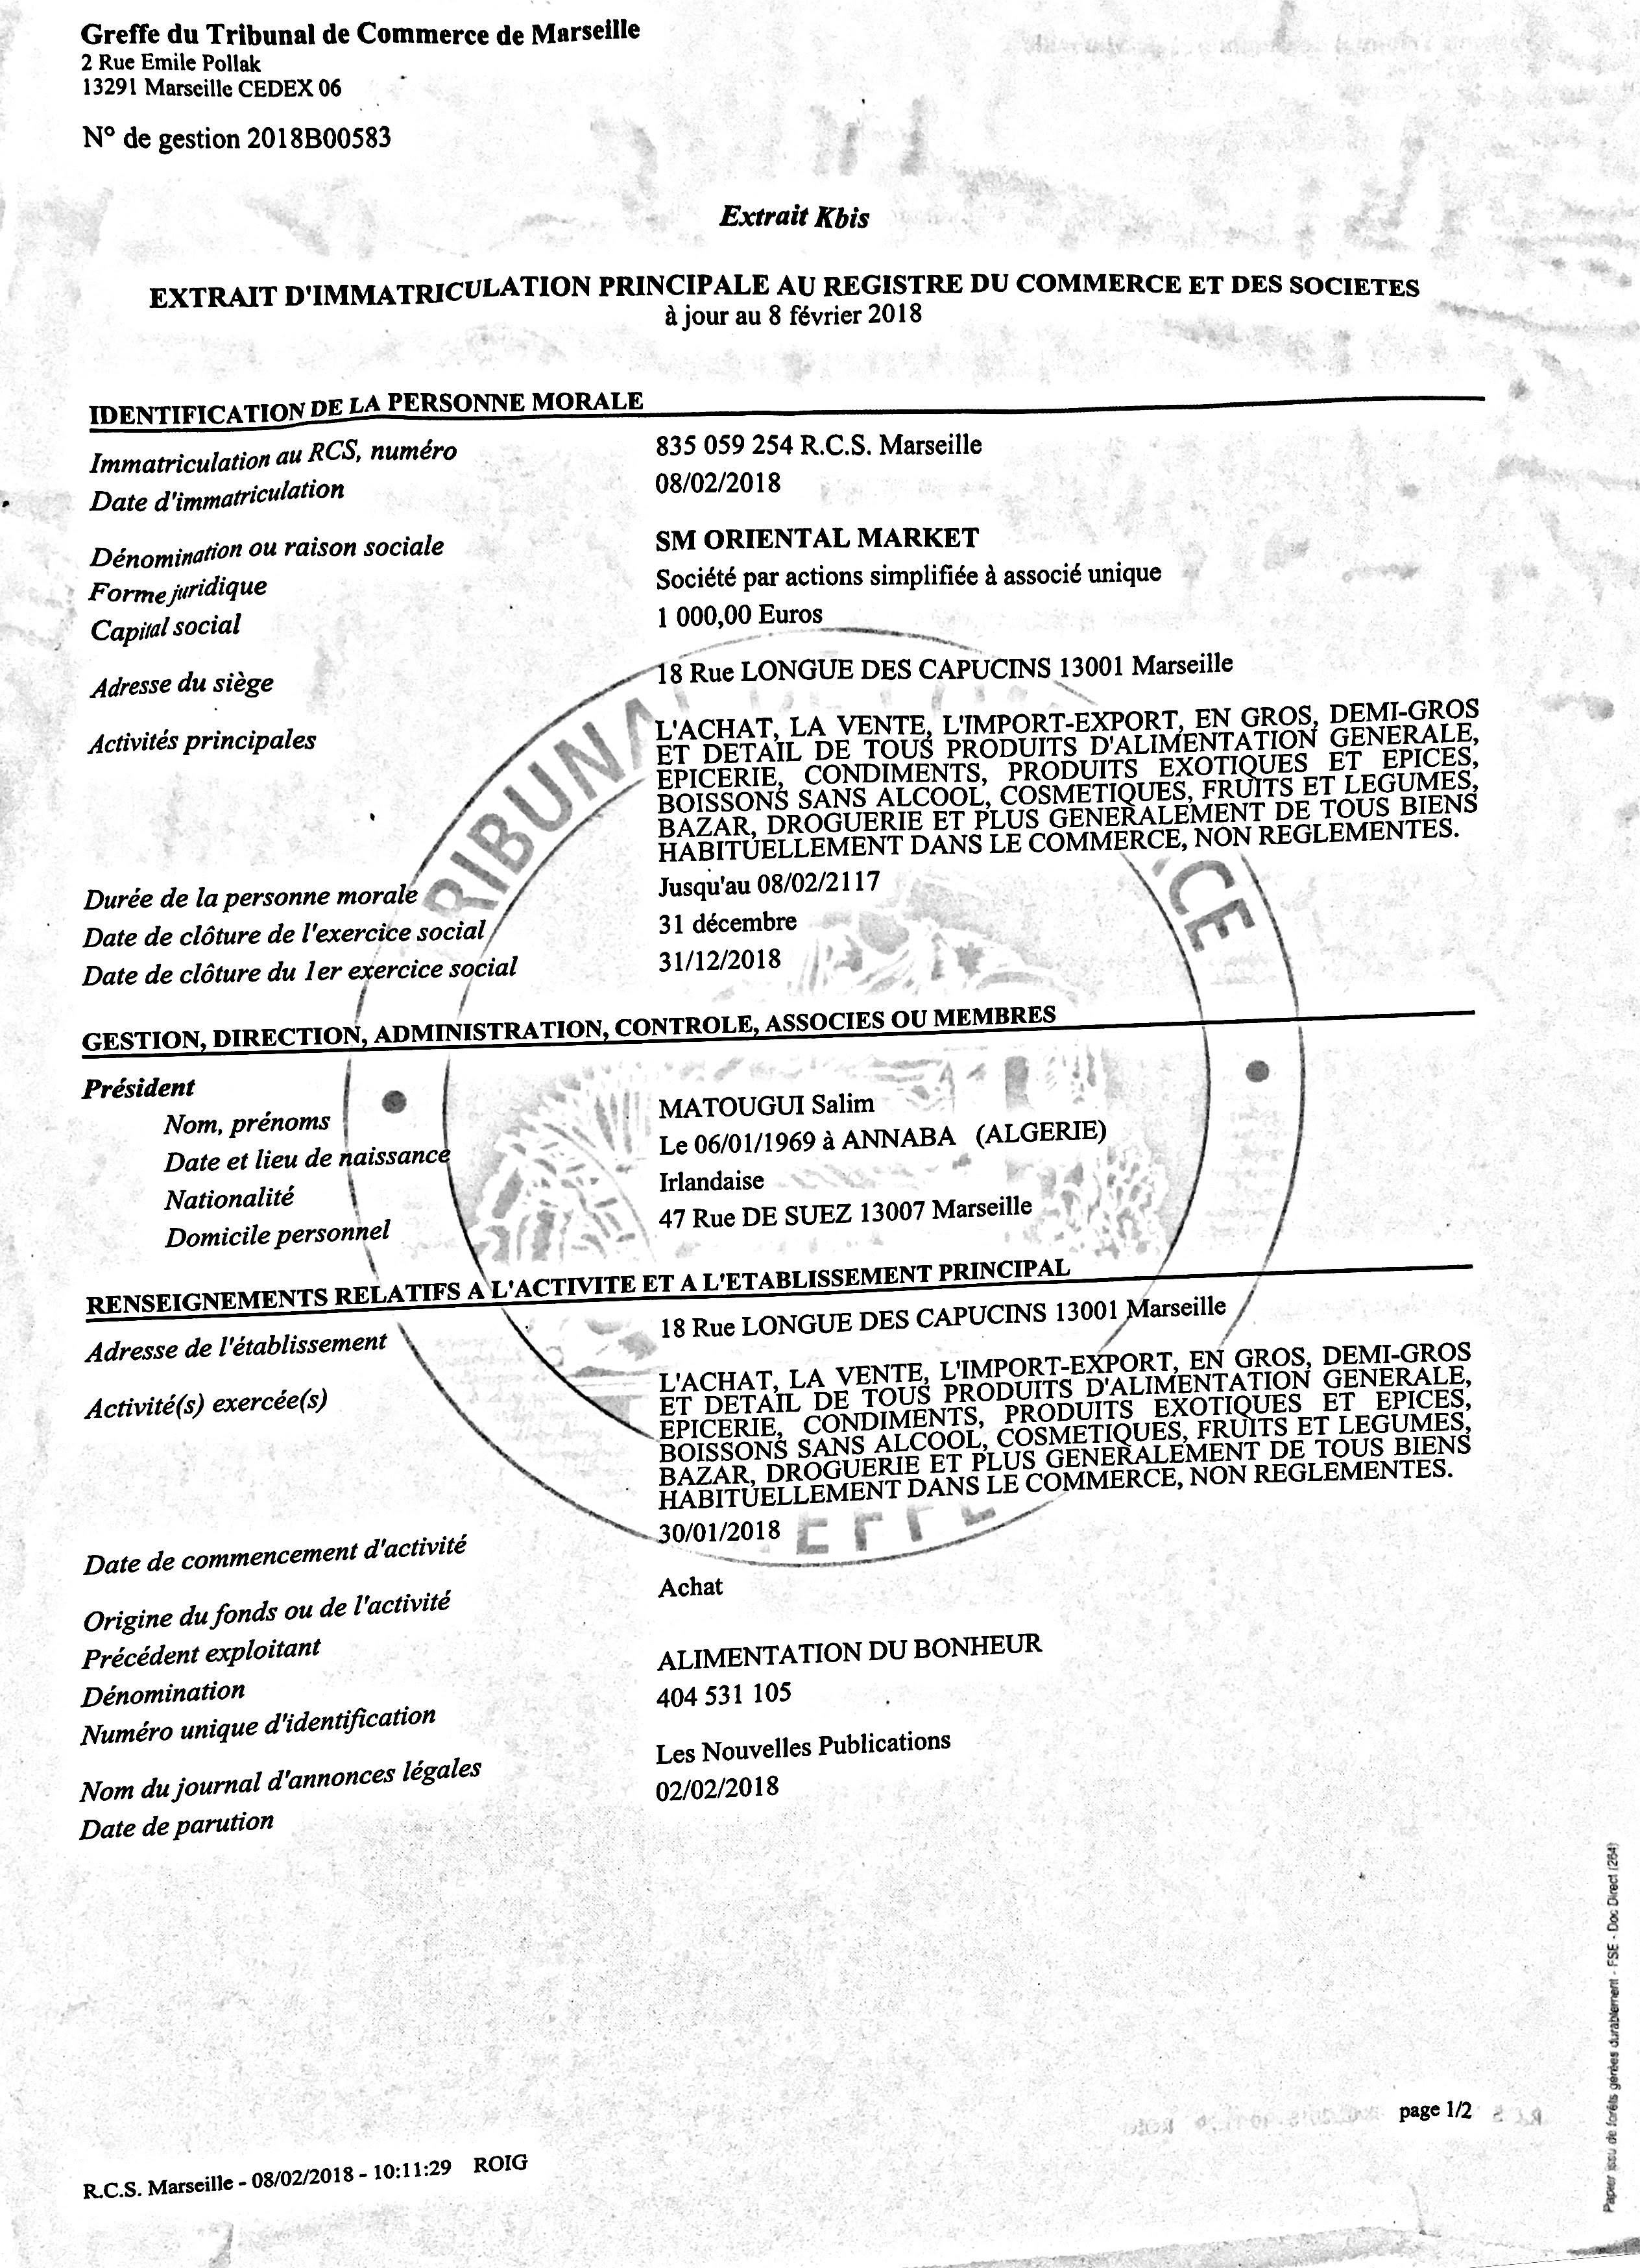 Greffe du Tribunal de Commerce de Marseille
2 Rue Emile Pollak
13291 Marseille CEDEX 06
N° de gestion 2018B00583
Extrait Kbis
EXTRAIT D'IMMATRICULATION PRINCIPALE AU REGISTRE DU COMMERCE ET DES SOCIETES
à jour au 8 février 2018
IDENTIFICATION DE LA PERSONNE MORALE
Immatriculation au RCS, numéro 835 059 254 R.C.S. Marseille
Date d'immatriculation 08/02/2018
Dénomination ou raison sociale SM ORIENTAL MARKET
Forme juridique Société par actions simplifiée à associé unique
Capital social 1 000,00 Euros
Adresse du siège 18 Rue LONGUE DES CAPUCINS 13001 Marseille
Activités principales L'ACHAT, LA VENTE, L'IMPORT-EXPORT, EN GROS, DEMI-GROS
ET DETAIL DE TOUS PRODUITS D'ALIMENTATION GENERALE,
EPICERIE, CONDIMENTS, PRODUITS EXOTIQUES ET EPICES,
BOISSONS SANS ALCOOL, COSMETIQUES, FRUITS ET LEGUMES,
BAZAR, DROGUERIE ET PLUS GENERALEMENT DE TOUS BIENS
HABITUELLEMENT DANS LE COMMERCE, NON REGLEMENTES.
Durée de la personne morale Jusqu'au 08/02/2117
Date de clôture de l'exercice social 31 décembre
Date de clôture du 1er exercice social 31/12/2018
GESTION, DIRECTION, ADMINISTRATION, CONTROLE, ASSOCIES OU MEMBRES
Président
Nom, prénoms MATOUGUI Salim
Date et lieu de naissance Le 06/01/1969 à ANNABA (ALGERIE)
Nationalité Irlandaise
Domicile personnel 47 Rue DE SUEZ 13007 Marseille
RENSEIGNEMENTS RELATIFS A L'ACTIVITE ET A L'ETABLISSEMENT PRINCIPAL
Adresse de l'établissement 18 Rue LONGUE DES CAPUCINS 13001 Marseille
Activité(s) exercée(s) L'ACHAT, LA VENTE, L'IMPORT-EXPORT, EN GROS, DEMI-GROS
ET DETAIL DE TOUS PRODUITS D'ALIMENTATION GENERALE,
EPICERIE, CONDIMENTS, PRODUITS EXOTIQUES ET EPICES,
BOISSONS SANS ALCOOL, COSMETIQUES, FRUITS ET LEGUMES,
BAZAR, DROGUERIE ET PLUS GENERALEMENT DE TOUS BIENS
HABITUELLEMENT DANS LE COMMERCE, NON REGLEMENTES.
Date de commencement d'activité 30/01/2018
Origine du fonds ou de l'activité Achat
Précédent exploitant
Dénomination ALIMENTATION DU BONHEUR
Numéro unique d'identification 404 531 105
Nom du journal d'annonces légales Les Nouvelles Publications
Date de parution 02/02/2018
page 1/2
R.C.S. Marseille - 08/02/2018 - 10:11:29 ROIG
Papier issu de forêts gérées durablement - FSE - Doc Direct (264)